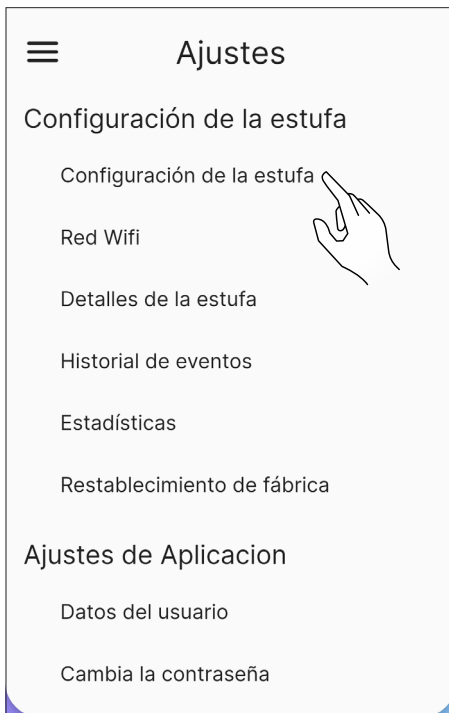 Ajustes
Configuración de la estufa
Configuración de la estufa
Red Wifi
Detalles de la estufa
Historial de eventos
Estadísticas
Restablecimiento de fábrica
Ajustes de Aplicacion
Datos del usuario
Cambia la contraseña